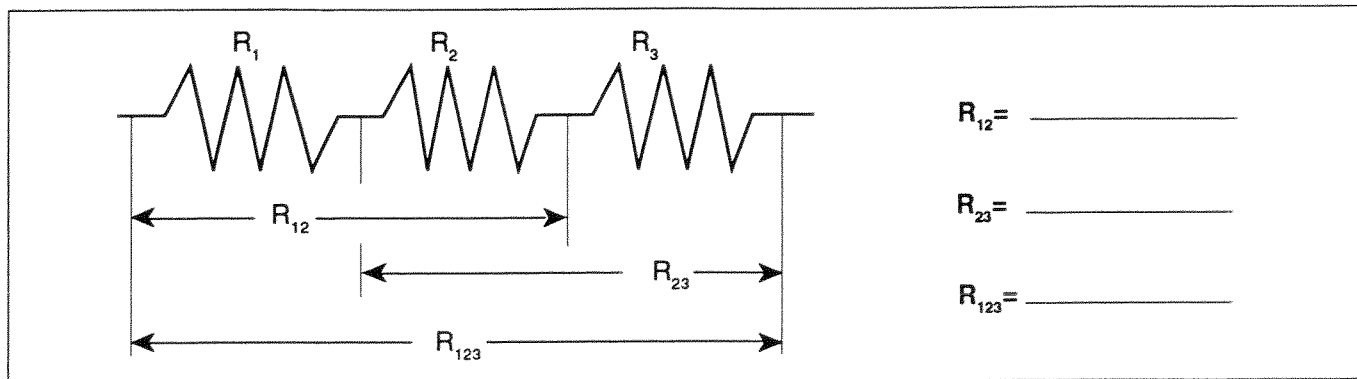 R₁ R₂ R₃
R₁₂=
R₁₂
R₂₃=
R₂₃
R₁₂₃=
R₁₂₃